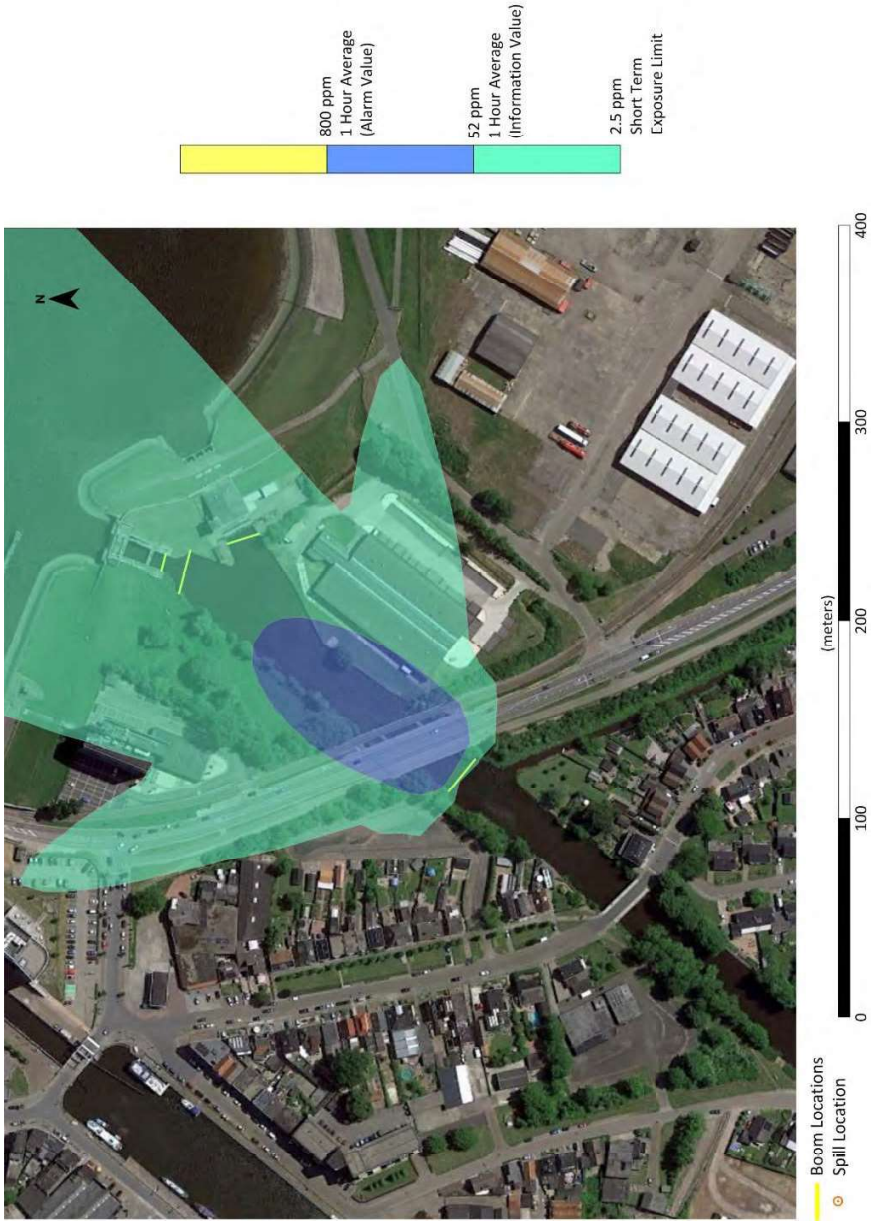 N
800 ppm
1 Hour Average
(Alarm Value)
52 ppm
1 Hour Average
(Information Value)
2.5 ppm
Short Term
Exposure Limit
Boom Locations
Spill Location
0
100
200
300
400
(meters)